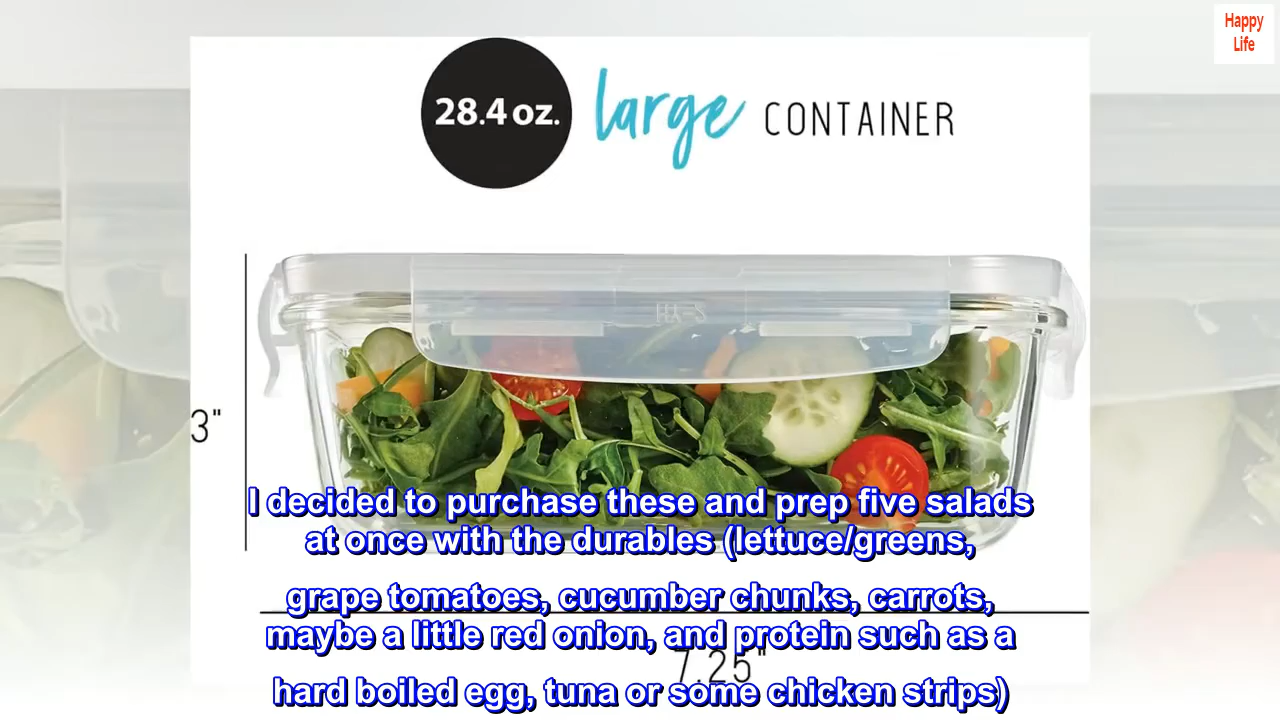 Happy
Life
28.4 oz. large CONTAINER
3"
I decided to purchase these and prep five salads
at once with the durables (lettuce/greens,
grape tomatoes, cucumber chunks, carrots,
maybe a little red onion, and protein such as a
7.25"
hard boiled egg, tuna or some chicken strips)